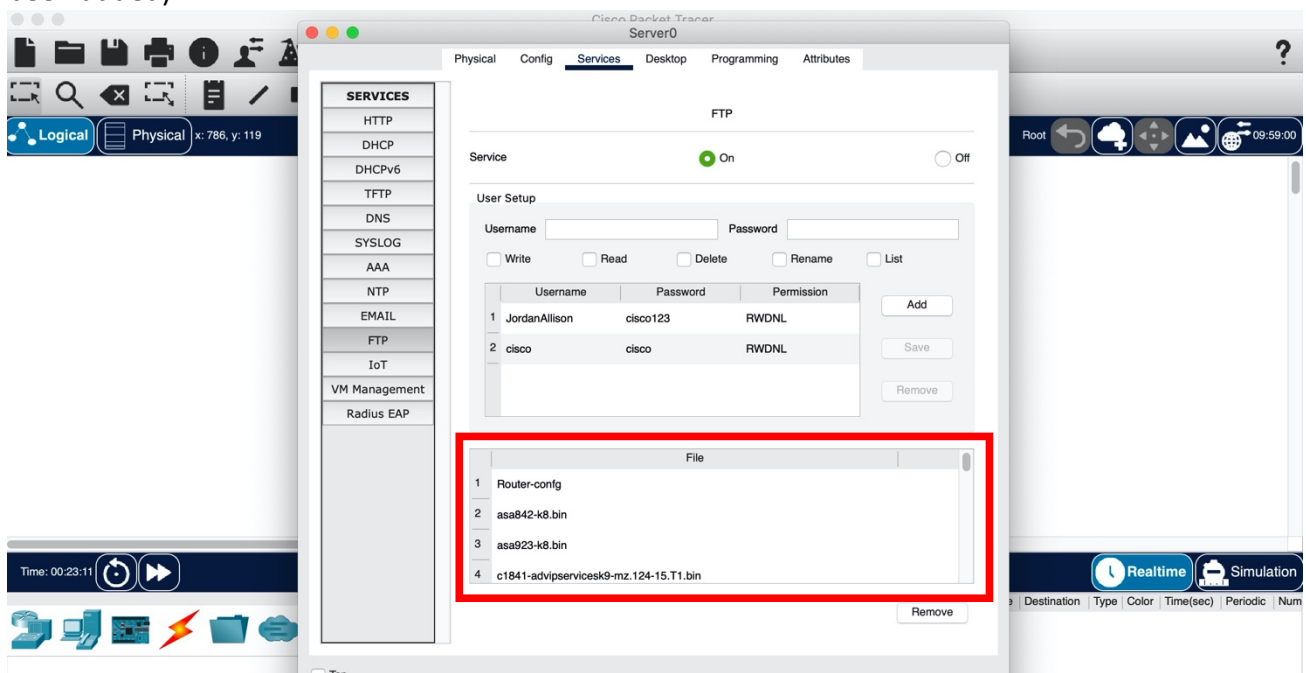 Cisco Packet Tracer
Server0
Physical Config Services Desktop Programming Attributes
SERVICES
HTTP
DHCP
DHCPv6
TFTP
DNS
SYSLOG
AAA
NTP
EMAIL
FTP
IoT
VM Management
Radius EAP
Logical
Physical
x: 786, y: 119
Root
09:59:00
FTP
Service On Off
User Setup
Username Password
Write Read Delete Rename List
Username Password Permission
1 JordanAllison cisco123 RWDNL
2 cisco cisco RWDNL
Add
Save
Remove
File
1 Router-confg
2 asa842-k8.bin
3 asa923-k8.bin
4 c1841-advipservicesk9-mz.124-15.T1.bin
Remove
Time: 00:23:11
Realtime
Simulation
Destination Type Color Time(sec) Periodic Num